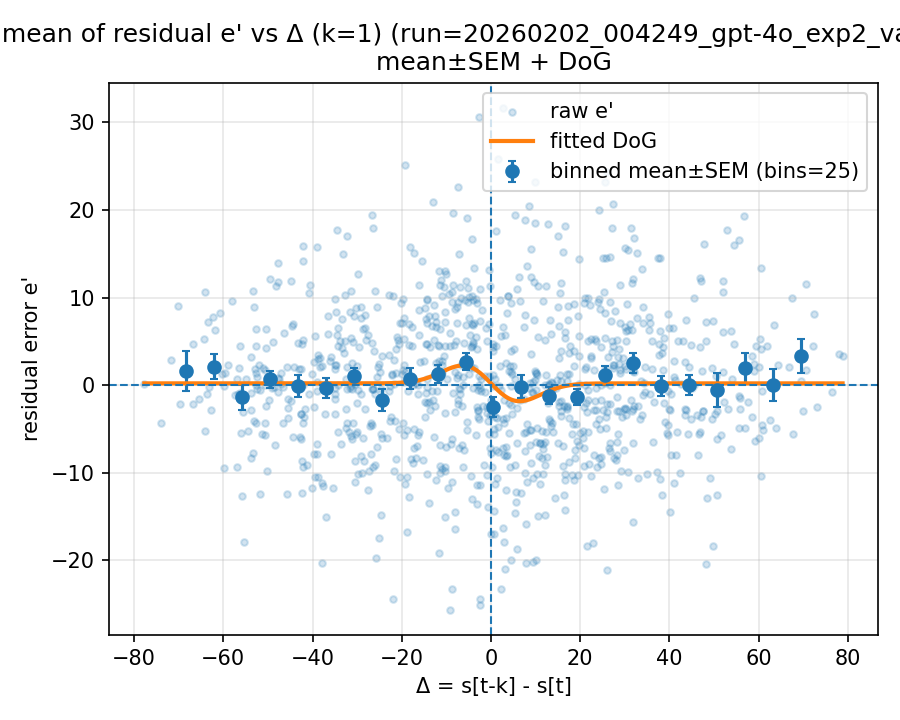 mean of residual e' vs Δ (k=1) (run=20260202_004249_gpt-4o_exp2_va
mean±SEM + DoG
raw e'
fitted DoG
binned mean±SEM (bins=25)
residual error e'
30
20
10
0
−10
−20
−80
−60
−40
−20
0
20
40
60
80
Δ = s[t-k] - s[t]